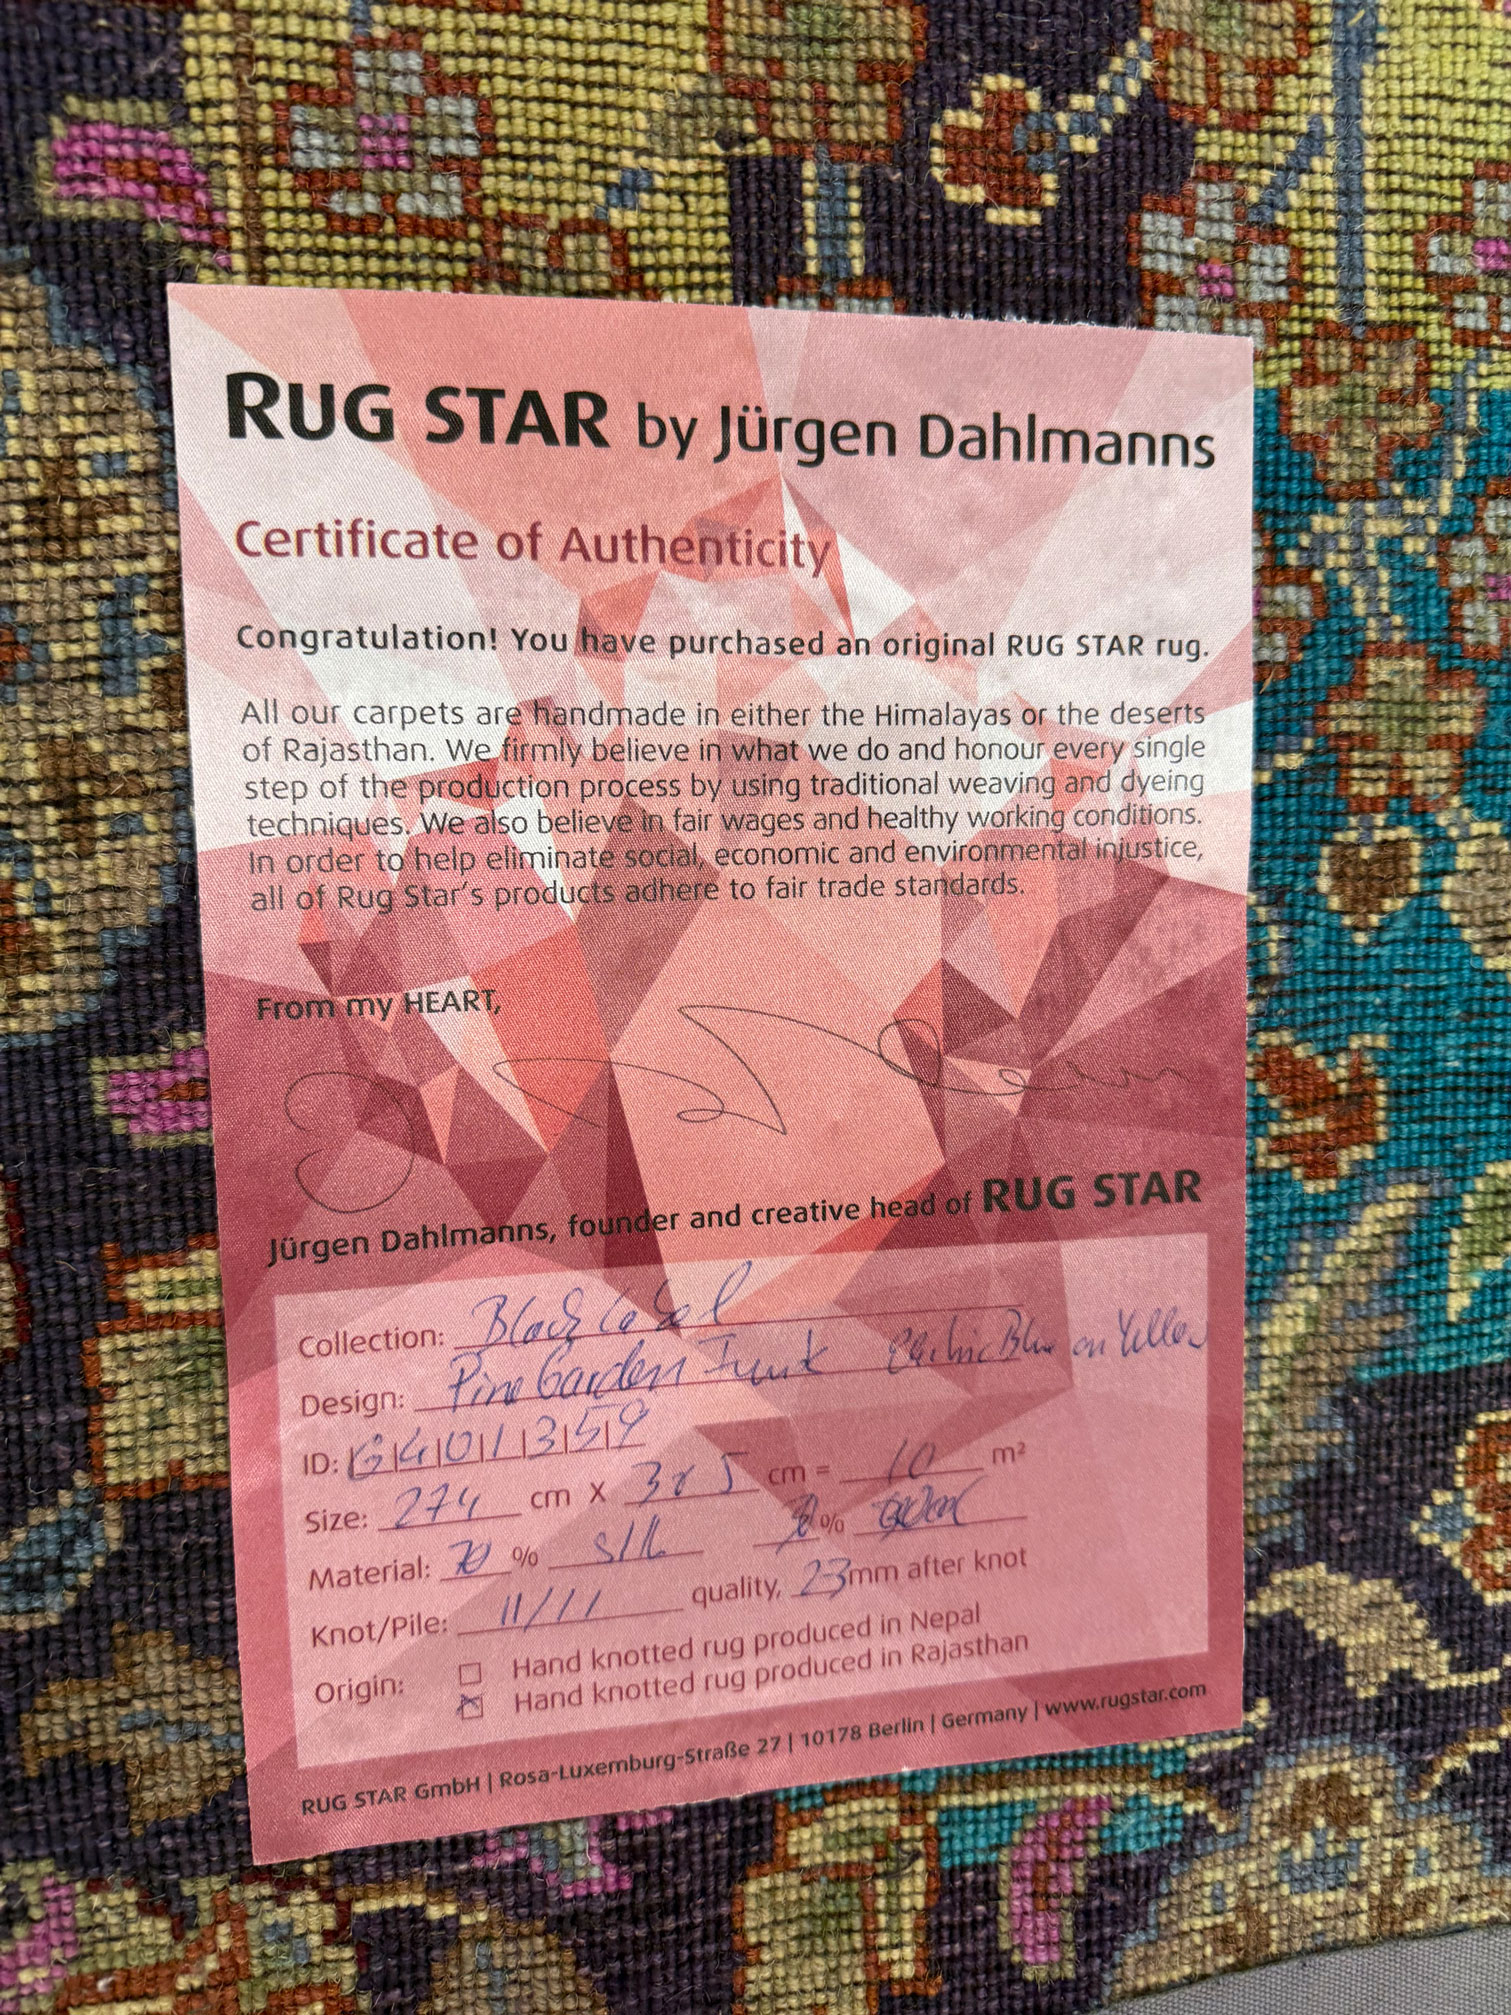 RUG STAR by Jürgen Dahlmanns
Certificate of Authenticity
Congratulation! You have purchased an original RUG STAR rug.
All our carpets are handmade in either the Himalayas or the deserts
of Rajasthan. We firmly believe in what we do and honour every single
step of the production process by using traditional weaving and dyeing
techniques. We also believe in fair wages and healthy working conditions.
In order to help eliminate social, economic and environmental injustice,
all of Rug Star's products adhere to fair trade standards.
From my HEART,
Jürgen Dahlmanns, founder and creative head of RUG STAR
Collection: Black Label
Design: Pine Garden Blue on Yellow
ID: G401359
Size: 274 cm X 365 cm = 10 m²
Material: % silk %
Knot/Pile: 11/11 quality, 23mm after knot
Origin: Hand knotted rug produced in Nepal
Hand knotted rug produced in Rajasthan
RUG STAR GmbH | Rosa-Luxemburg-Straße 27 | 10178 Berlin | Germany | www.rugstar.com